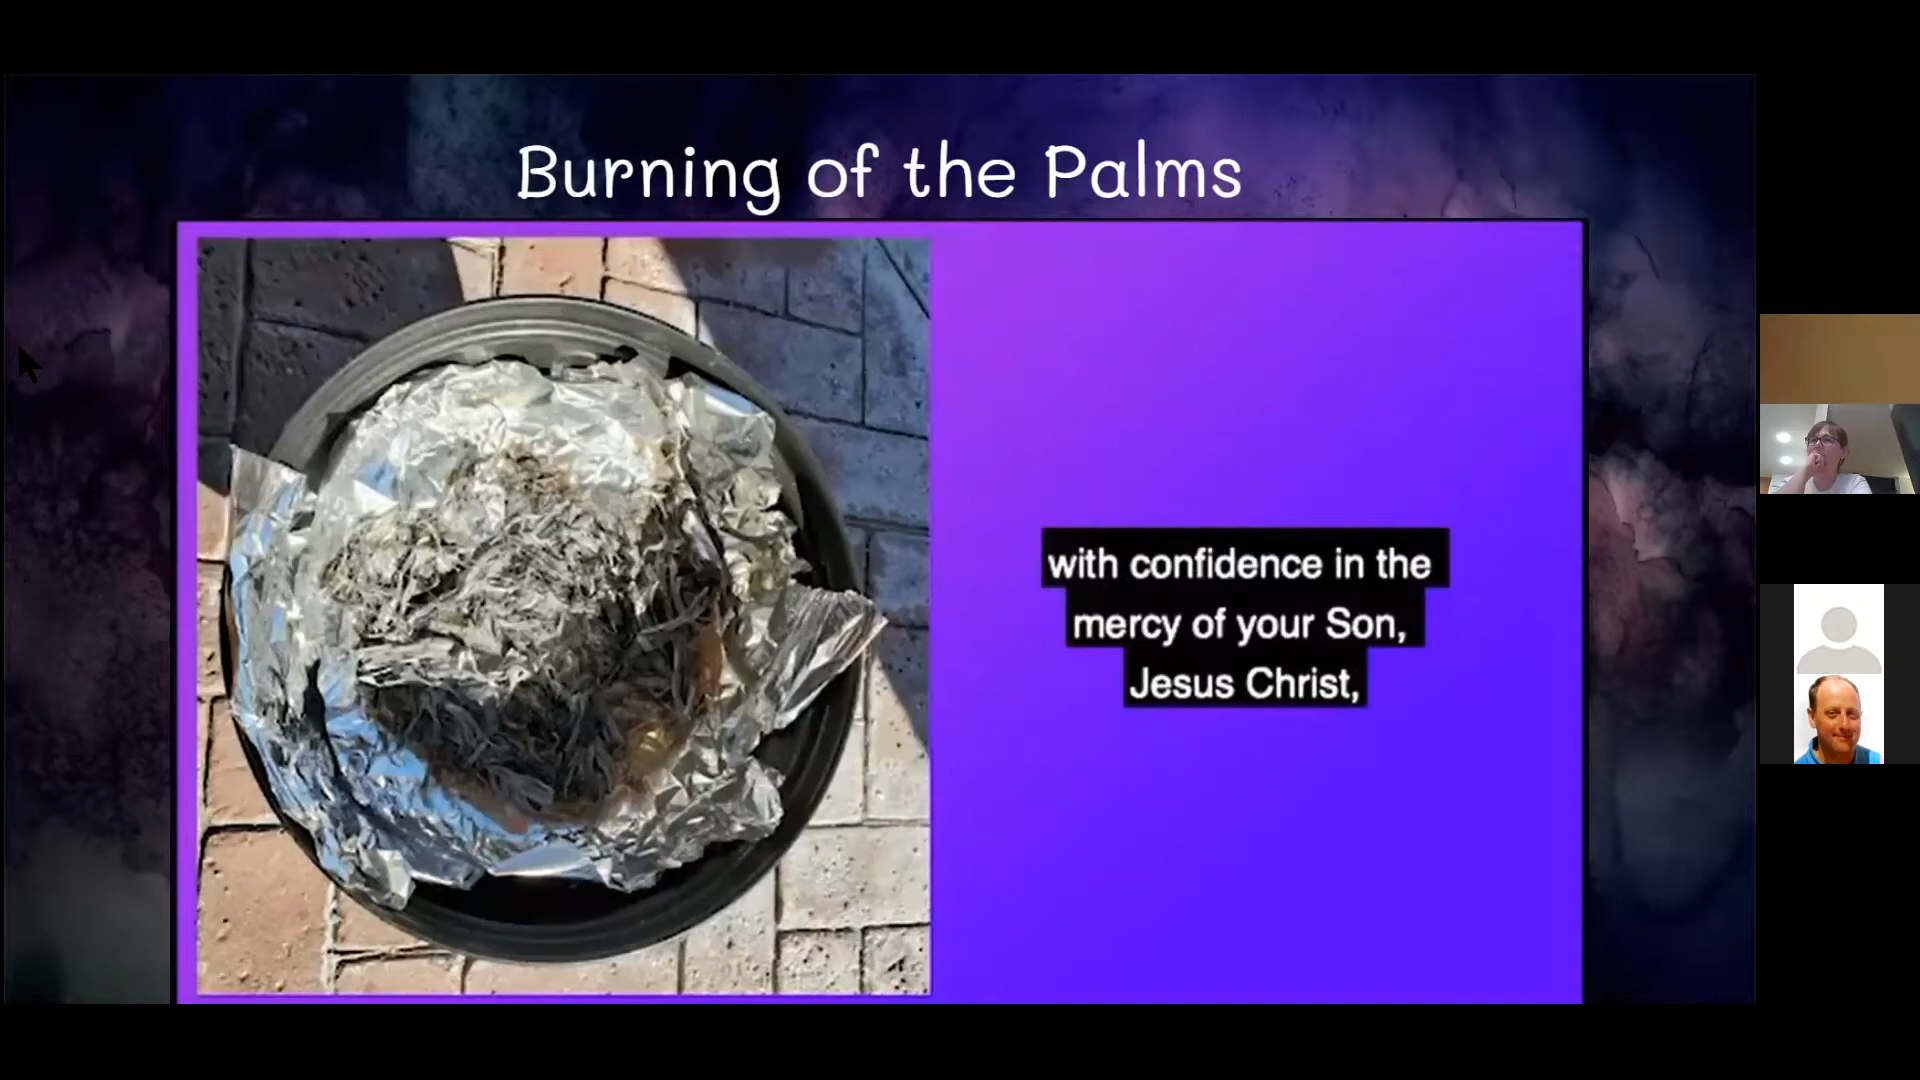 Burning of the Palms
with confidence in the
mercy of your Son,
Jesus Christ,